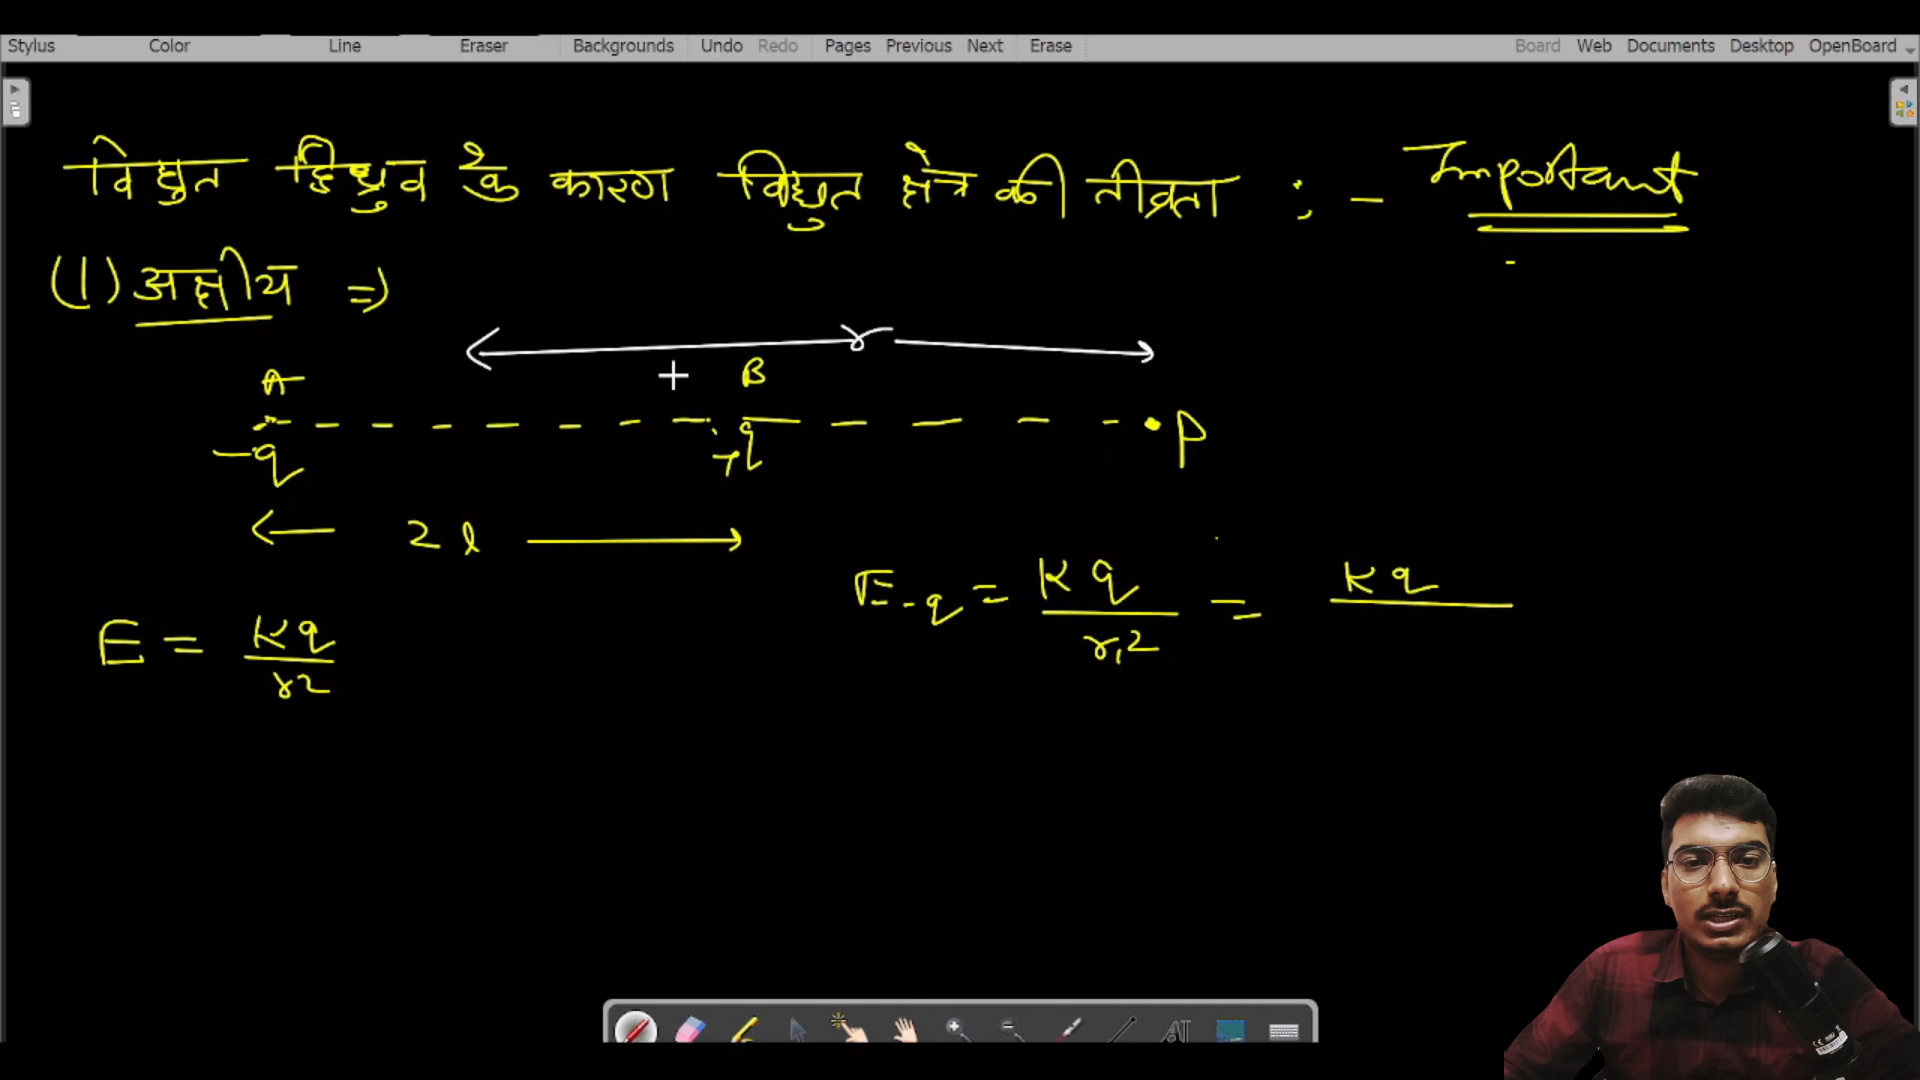 Stylus Color Line Eraser Backgrounds Undo Redo Pages Previous Next Erase Board Web Documents Desktop OpenBoard
विद्युत द्विध्रुव के कारण विद्युत क्षेत्र की तीव्रता :- Important
(1) अक्षीय =>
r
A B
-q +q P
2l
E-q = Kq/r₁2 = Kq
E = Kq/r2